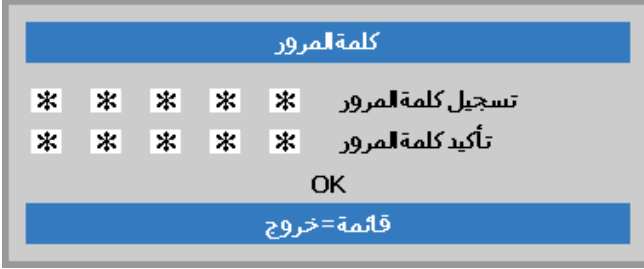 كلمة المرور
تسجيل كلمة المرور * * * * *
تأكيد كلمة المرور * * * * *
OK
قائمة=خروج